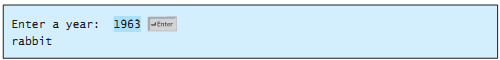 Enter a year: 1963 ↵Enter
rabbit